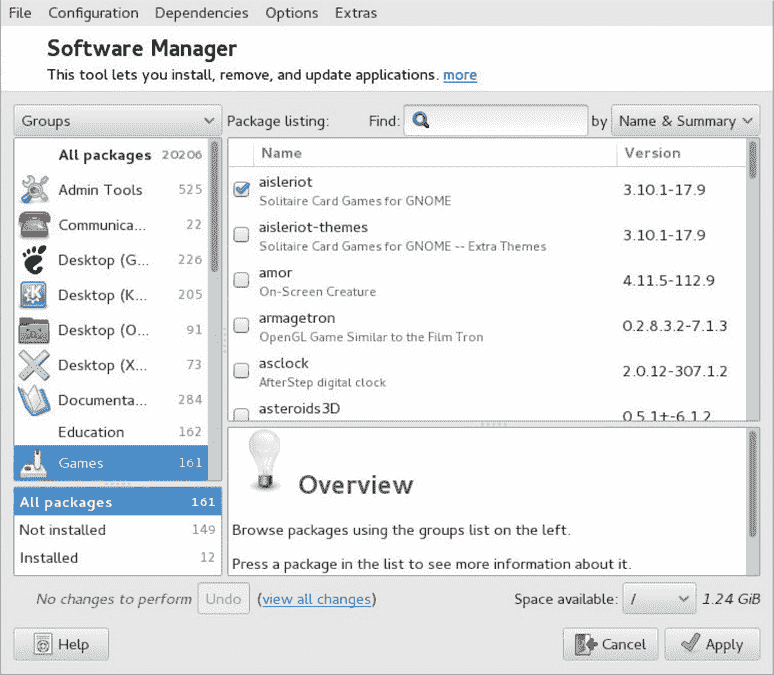 File Configuration Dependencies Options Extras
Software Manager
This tool lets you install, remove, and update applications. more
Groups
Package listing: Find: by Name & Summary
All packages 20206
Admin Tools 525
Communica... 22
Desktop (G... 226
Desktop (K... 205
Desktop (O... 91
Desktop (X... 73
Documenta... 284
Education 162
Games 161
All packages 161
Not installed 149
Installed 12
Name Version
aisleriot 3.10.1-17.9
Solitaire Card Games for GNOME
aisleriot-themes 3.10.1-17.9
Solitaire Card Games for GNOME -- Extra Themes
amor 4.11.5-112.9
On-Screen Creature
armagetron 0.2.8.3.2-7.1.3
OpenGL Game Similar to the Film Tron
asclock 2.0.12-307.1.2
AfterStep digital clock
asteroids3D 0.5.1+-6.1.2
Overview
Browse packages using the groups list on the left.
Press a package in the list to see more information about it.
No changes to perform Undo (view all changes) Space available: / 1.24 GiB
Help Cancel Apply